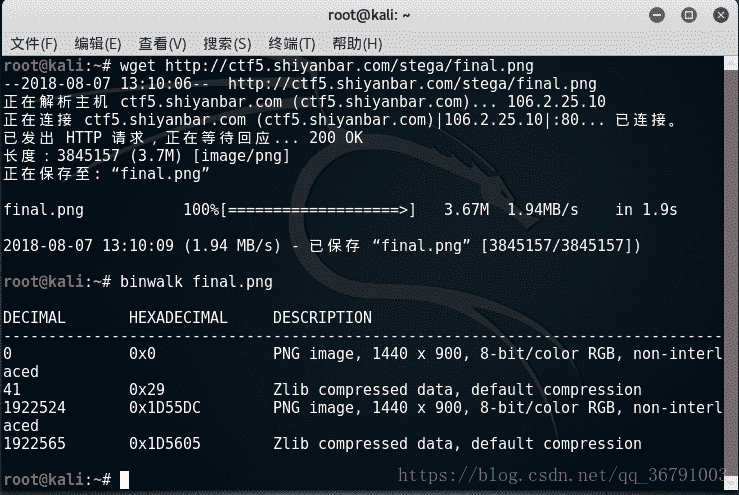 root@kali: ~
文件(F) 编辑(E) 查看(V) 搜索(S) 终端(T) 帮助(H)
root@kali:~# wget http://ctf5.shiyanbar.com/stega/final.png
--2018-08-07 13:10:06--  http://ctf5.shiyanbar.com/stega/final.png
正在解析主机 ctf5.shiyanbar.com (ctf5.shiyanbar.com)... 106.2.25.10
正在连接 ctf5.shiyanbar.com (ctf5.shiyanbar.com)|106.2.25.10|:80... 已连接。
已发出 HTTP 请求，正在等待回应... 200 OK
长度：3845157 (3.7M) [image/png]
正在保存至: “final.png”
final.png           100%[===================>]   3.67M  1.94MB/s    in 1.9s
2018-08-07 13:10:09 (1.94 MB/s) - 已保存 “final.png” [3845157/3845157])
root@kali:~# binwalk final.png
DECIMAL       HEXADECIMAL     DESCRIPTION
--------------------------------------------------------------------------------
0             0x0             PNG image, 1440 x 900, 8-bit/color RGB, non-interl
aced
41            0x29            Zlib compressed data, default compression
1922524       0x1D55DC        PNG image, 1440 x 900, 8-bit/color RGB, non-interl
aced
1922565       0x1D5605        Zlib compressed data, default compression
root@kali:~#
https://blog.csdn.net/qq_36791003